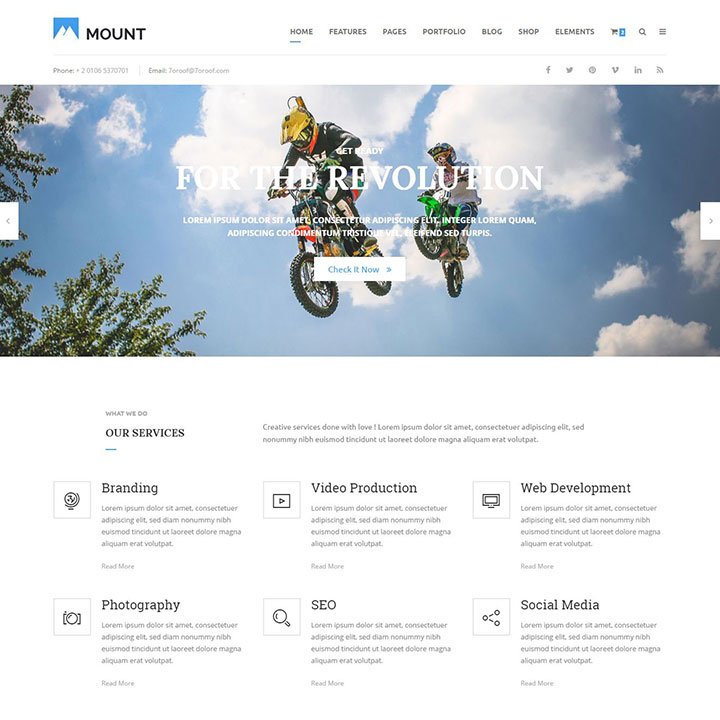 MOUNT
HOME FEATURES PAGES PORTFOLIO BLOG SHOP ELEMENTS 3
Phone: + 2 0106 5370701 Email: 7oroof@7oroof.com
GET READY
FOR THE REVOLUTION
LOREM IPSUM DOLOR SIT AMET, CONSECTETUR ADIPISCING ELIT. INTEGER LOREM QUAM,
ADIPISCING CONDIMENTUM TRISTIQUE VEL, ELEIFEND SED TURPIS.
Check It Now »
WHAT WE DO
OUR SERVICES
Creative services done with love ! Lorem ipsum dolor sit amet, consectetuer adipiscing elit, sed
nonummy nibh euismod tincidunt ut laoreet dolore magna aliquam erat volutpat.
Branding
Lorem ipsum dolor sit amet, consectetuer
adipiscing elit, sed diam nonummy nibh
euismod tincidunt ut laoreet dolore magna
aliquam erat volutpat.
Read More
Video Production
Lorem ipsum dolor sit amet, consectetuer
adipiscing elit, sed diam nonummy nibh
euismod tincidunt ut laoreet dolore magna
aliquam erat volutpat.
Read More
Web Development
Lorem ipsum dolor sit amet, consectetuer
adipiscing elit, sed diam nonummy nibh
euismod tincidunt ut laoreet dolore magna
aliquam erat volutpat.
Read More
Photography
Lorem ipsum dolor sit amet, consectetuer
adipiscing elit, sed diam nonummy nibh
euismod tincidunt ut laoreet dolore magna
aliquam erat volutpat.
Read More
SEO
Lorem ipsum dolor sit amet, consectetuer
adipiscing elit, sed diam nonummy nibh
euismod tincidunt ut laoreet dolore magna
aliquam erat volutpat.
Read More
Social Media
Lorem ipsum dolor sit amet, consectetuer
adipiscing elit, sed diam nonummy nibh
euismod tincidunt ut laoreet dolore magna
aliquam erat volutpat.
Read More